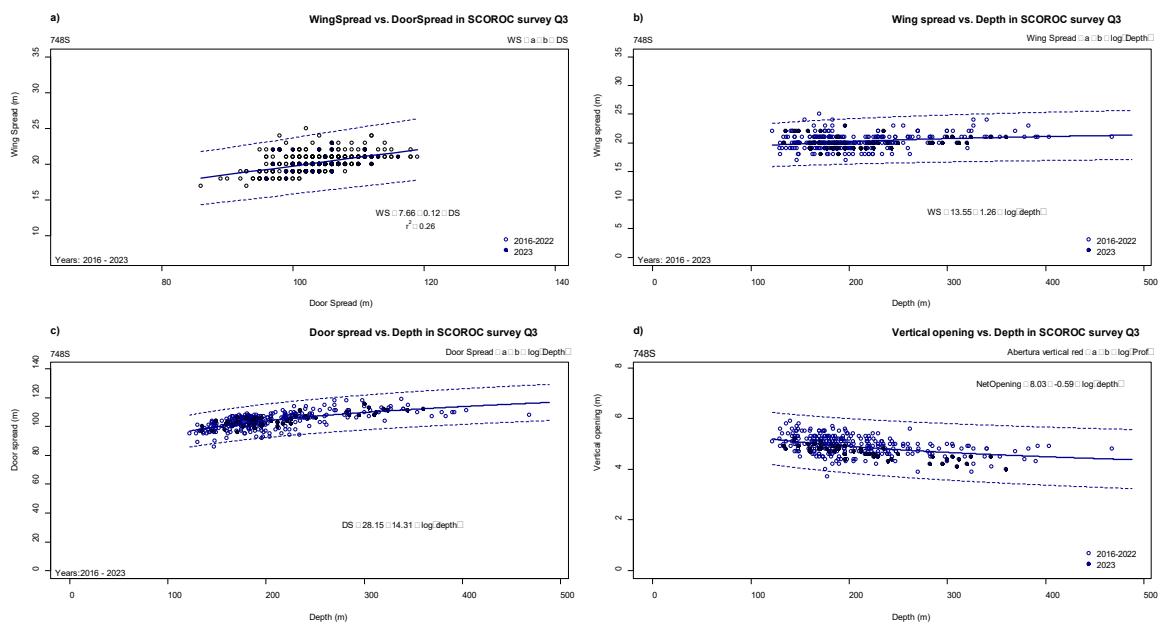 a)
WingSpread vs. DoorSpread in SCOROC survey Q3
748S
WS □ a □ b □ DS
35
30
25
20
15
10
Wing Spread (m)
WS □ 7.66 □ 0.12 □ DS
r² □ 0.26
2016-2022
2023
Years: 2016 - 2023
80
100
120
140
Door Spread (m)
b)
Wing spread vs. Depth in SCOROC survey Q3
748S
Wing Spread □ a □ b □ log□Depth□
35
30
25
20
15
10
5
0
Wing spread (m)
WS □ 13.55 □ 1.26 □ log□depth□
2016-2022
2023
Years: 2016 - 2023
0
100
200
300
400
500
Depth (m)
c)
Door spread vs. Depth in SCOROC survey Q3
748S
Door Spread □ a □ b □ log□Depth□
140
120
100
80
60
40
20
0
Door spread (m)
DS □ 28.15 □ 14.31 □ log□depth□
Years:2016 - 2023
0
100
200
300
400
500
Depth (m)
d)
Vertical opening vs. Depth in SCOROC survey Q3
748S
Abertura vertical red □ a □ b □ log□Prof□
8
6
4
2
0
Vertical opening (m)
NetOpening □ 8.03 □ -0.59 □ log□depth□
2016-2022
2023
0
100
200
300
400
500
Depth (m)